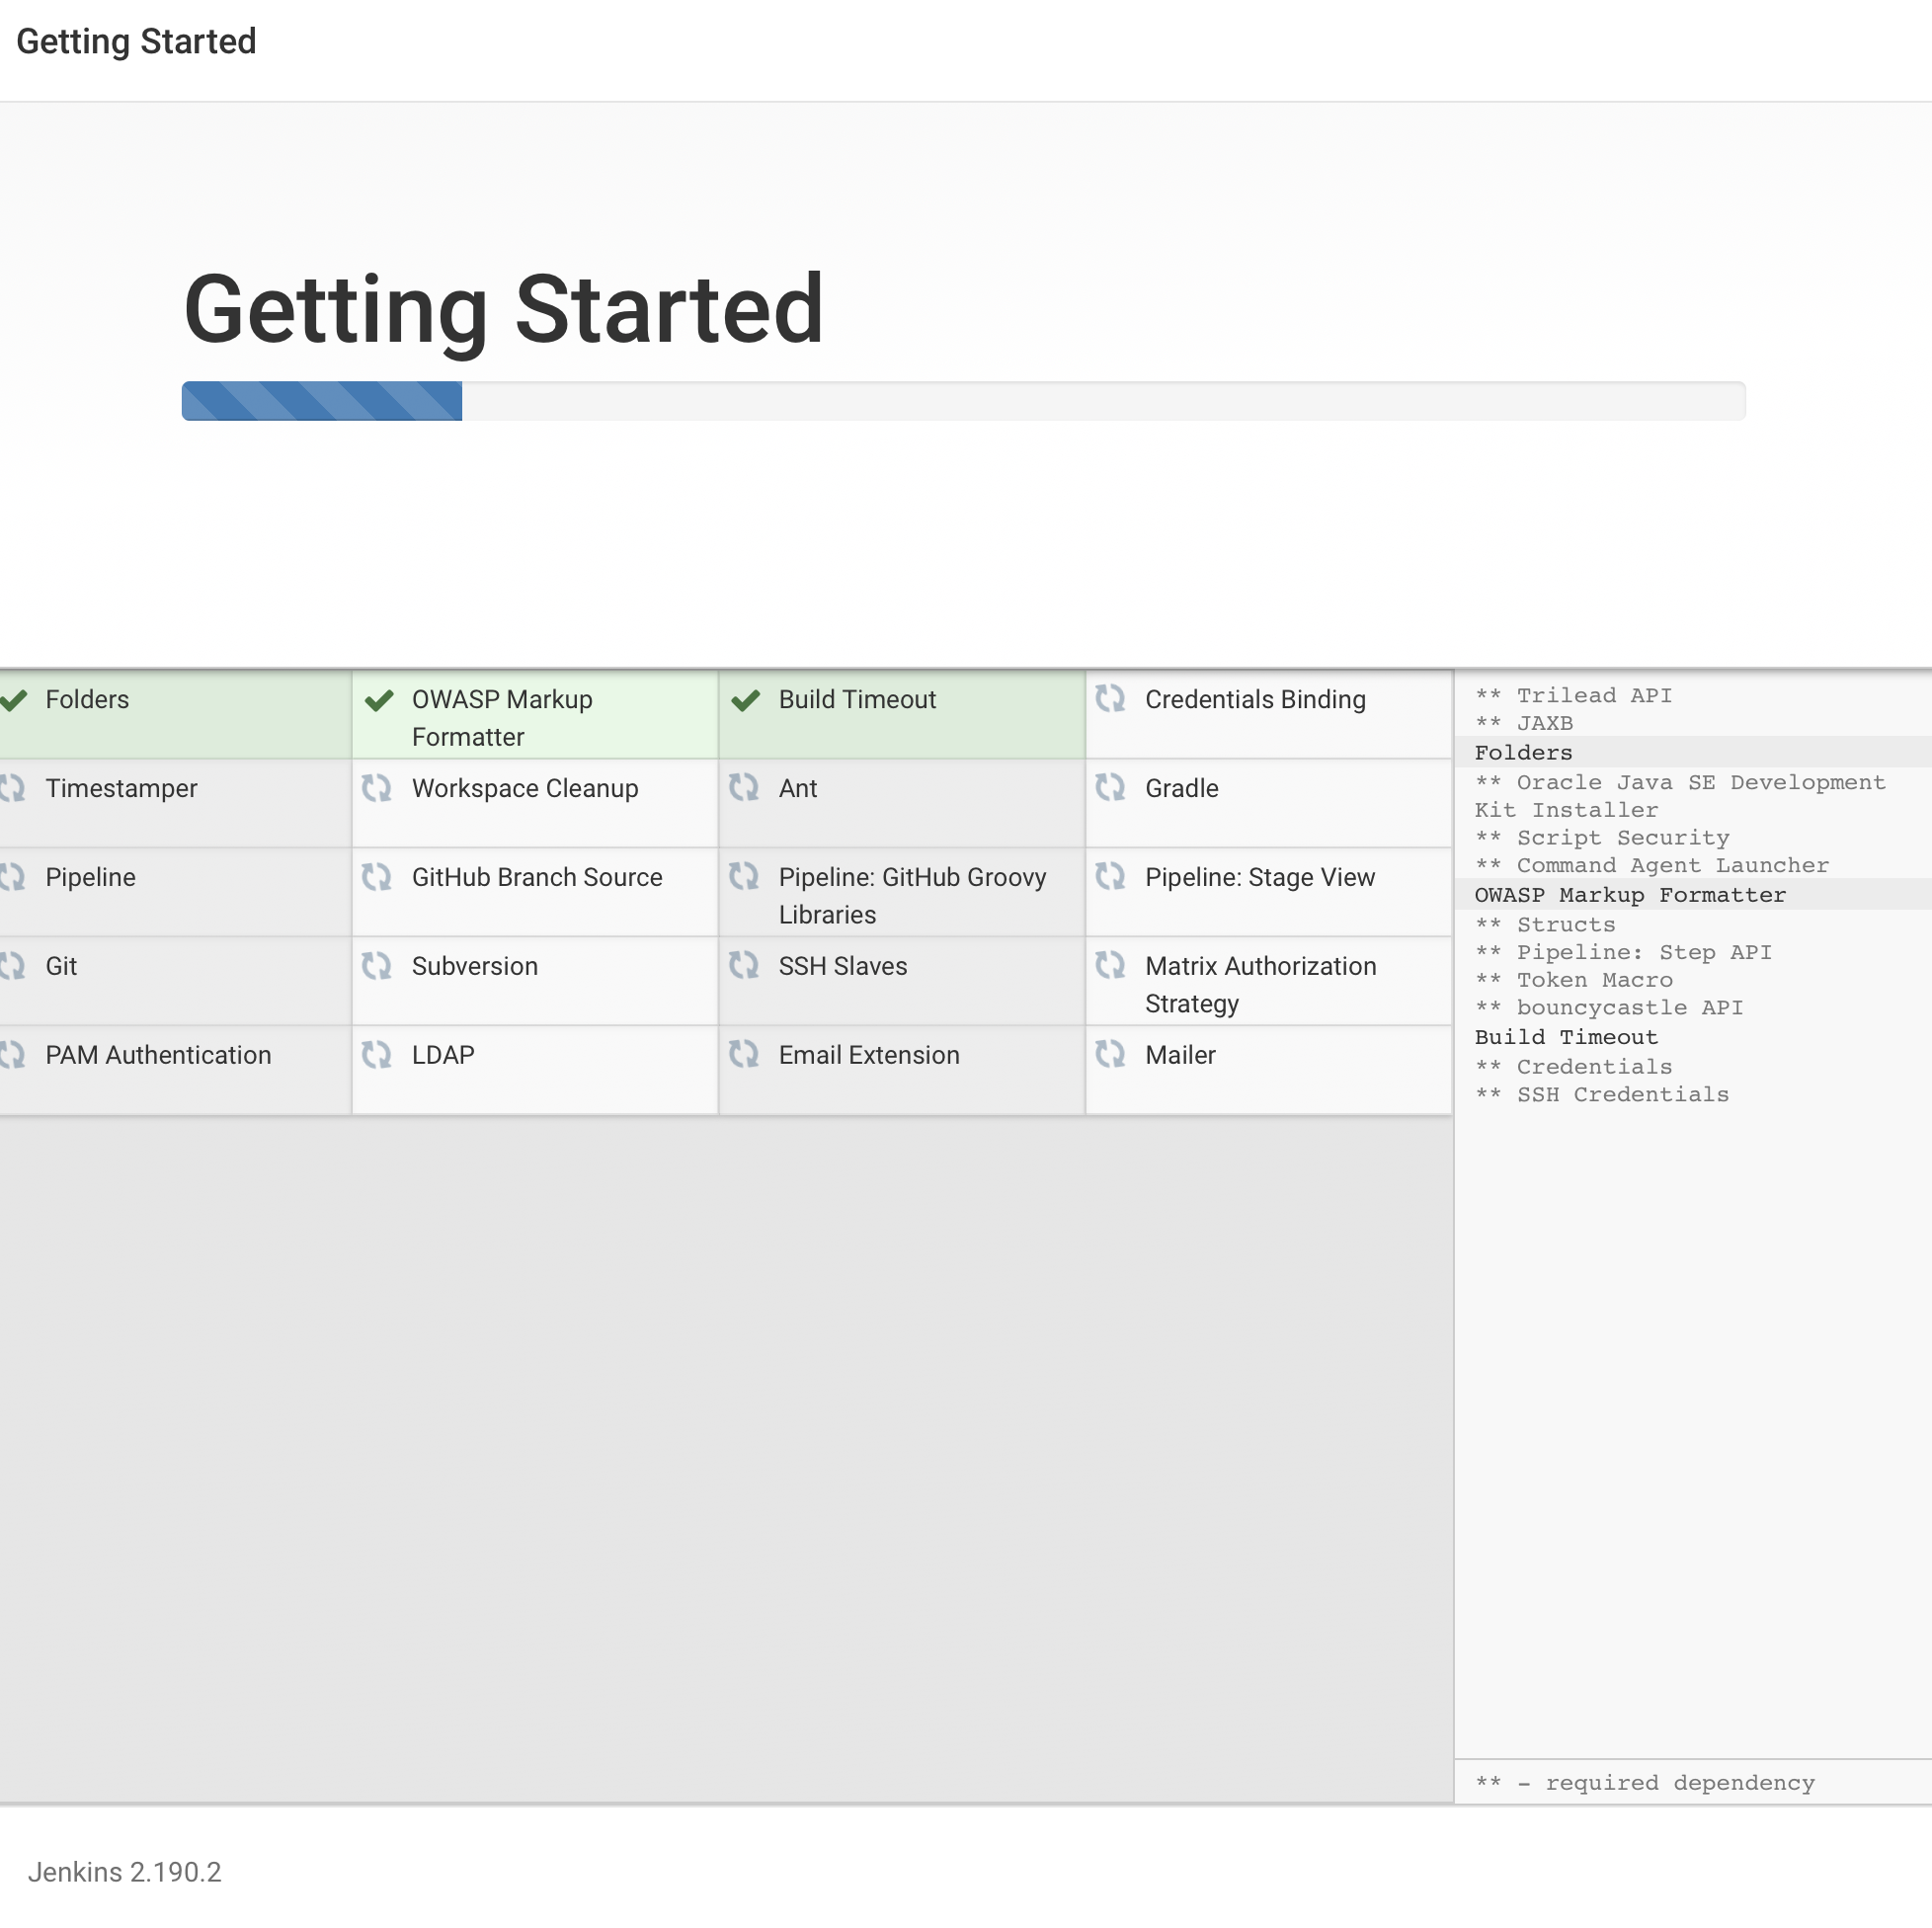 Getting Started
Getting Started
Folders
OWASP Markup
Formatter
Build Timeout
Credentials Binding
Timestamper
Workspace Cleanup
Ant
Gradle
Pipeline
GitHub Branch Source
Pipeline: GitHub Groovy
Libraries
Pipeline: Stage View
Git
Subversion
SSH Slaves
Matrix Authorization
Strategy
PAM Authentication
LDAP
Email Extension
Mailer
** Trilead API
** JAXB
Folders
** Oracle Java SE Development
Kit Installer
** Script Security
** Command Agent Launcher
OWASP Markup Formatter
** Structs
** Pipeline: Step API
** Token Macro
** bouncycastle API
Build Timeout
** Credentials
** SSH Credentials
** - required dependency
Jenkins 2.190.2